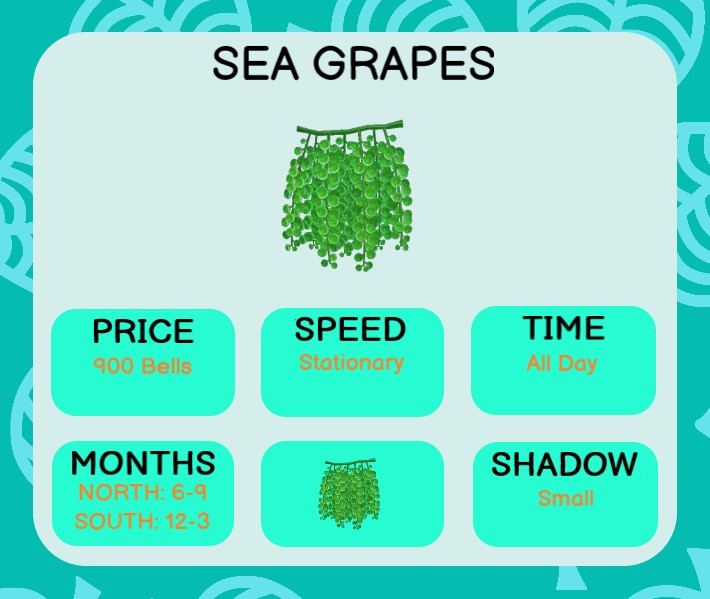 SEA GRAPES
PRICE
900 Bells
SPEED
Stationary
TIME
All Day
MONTHS
NORTH: 6-9
SOUTH: 12-3
SHADOW
Small